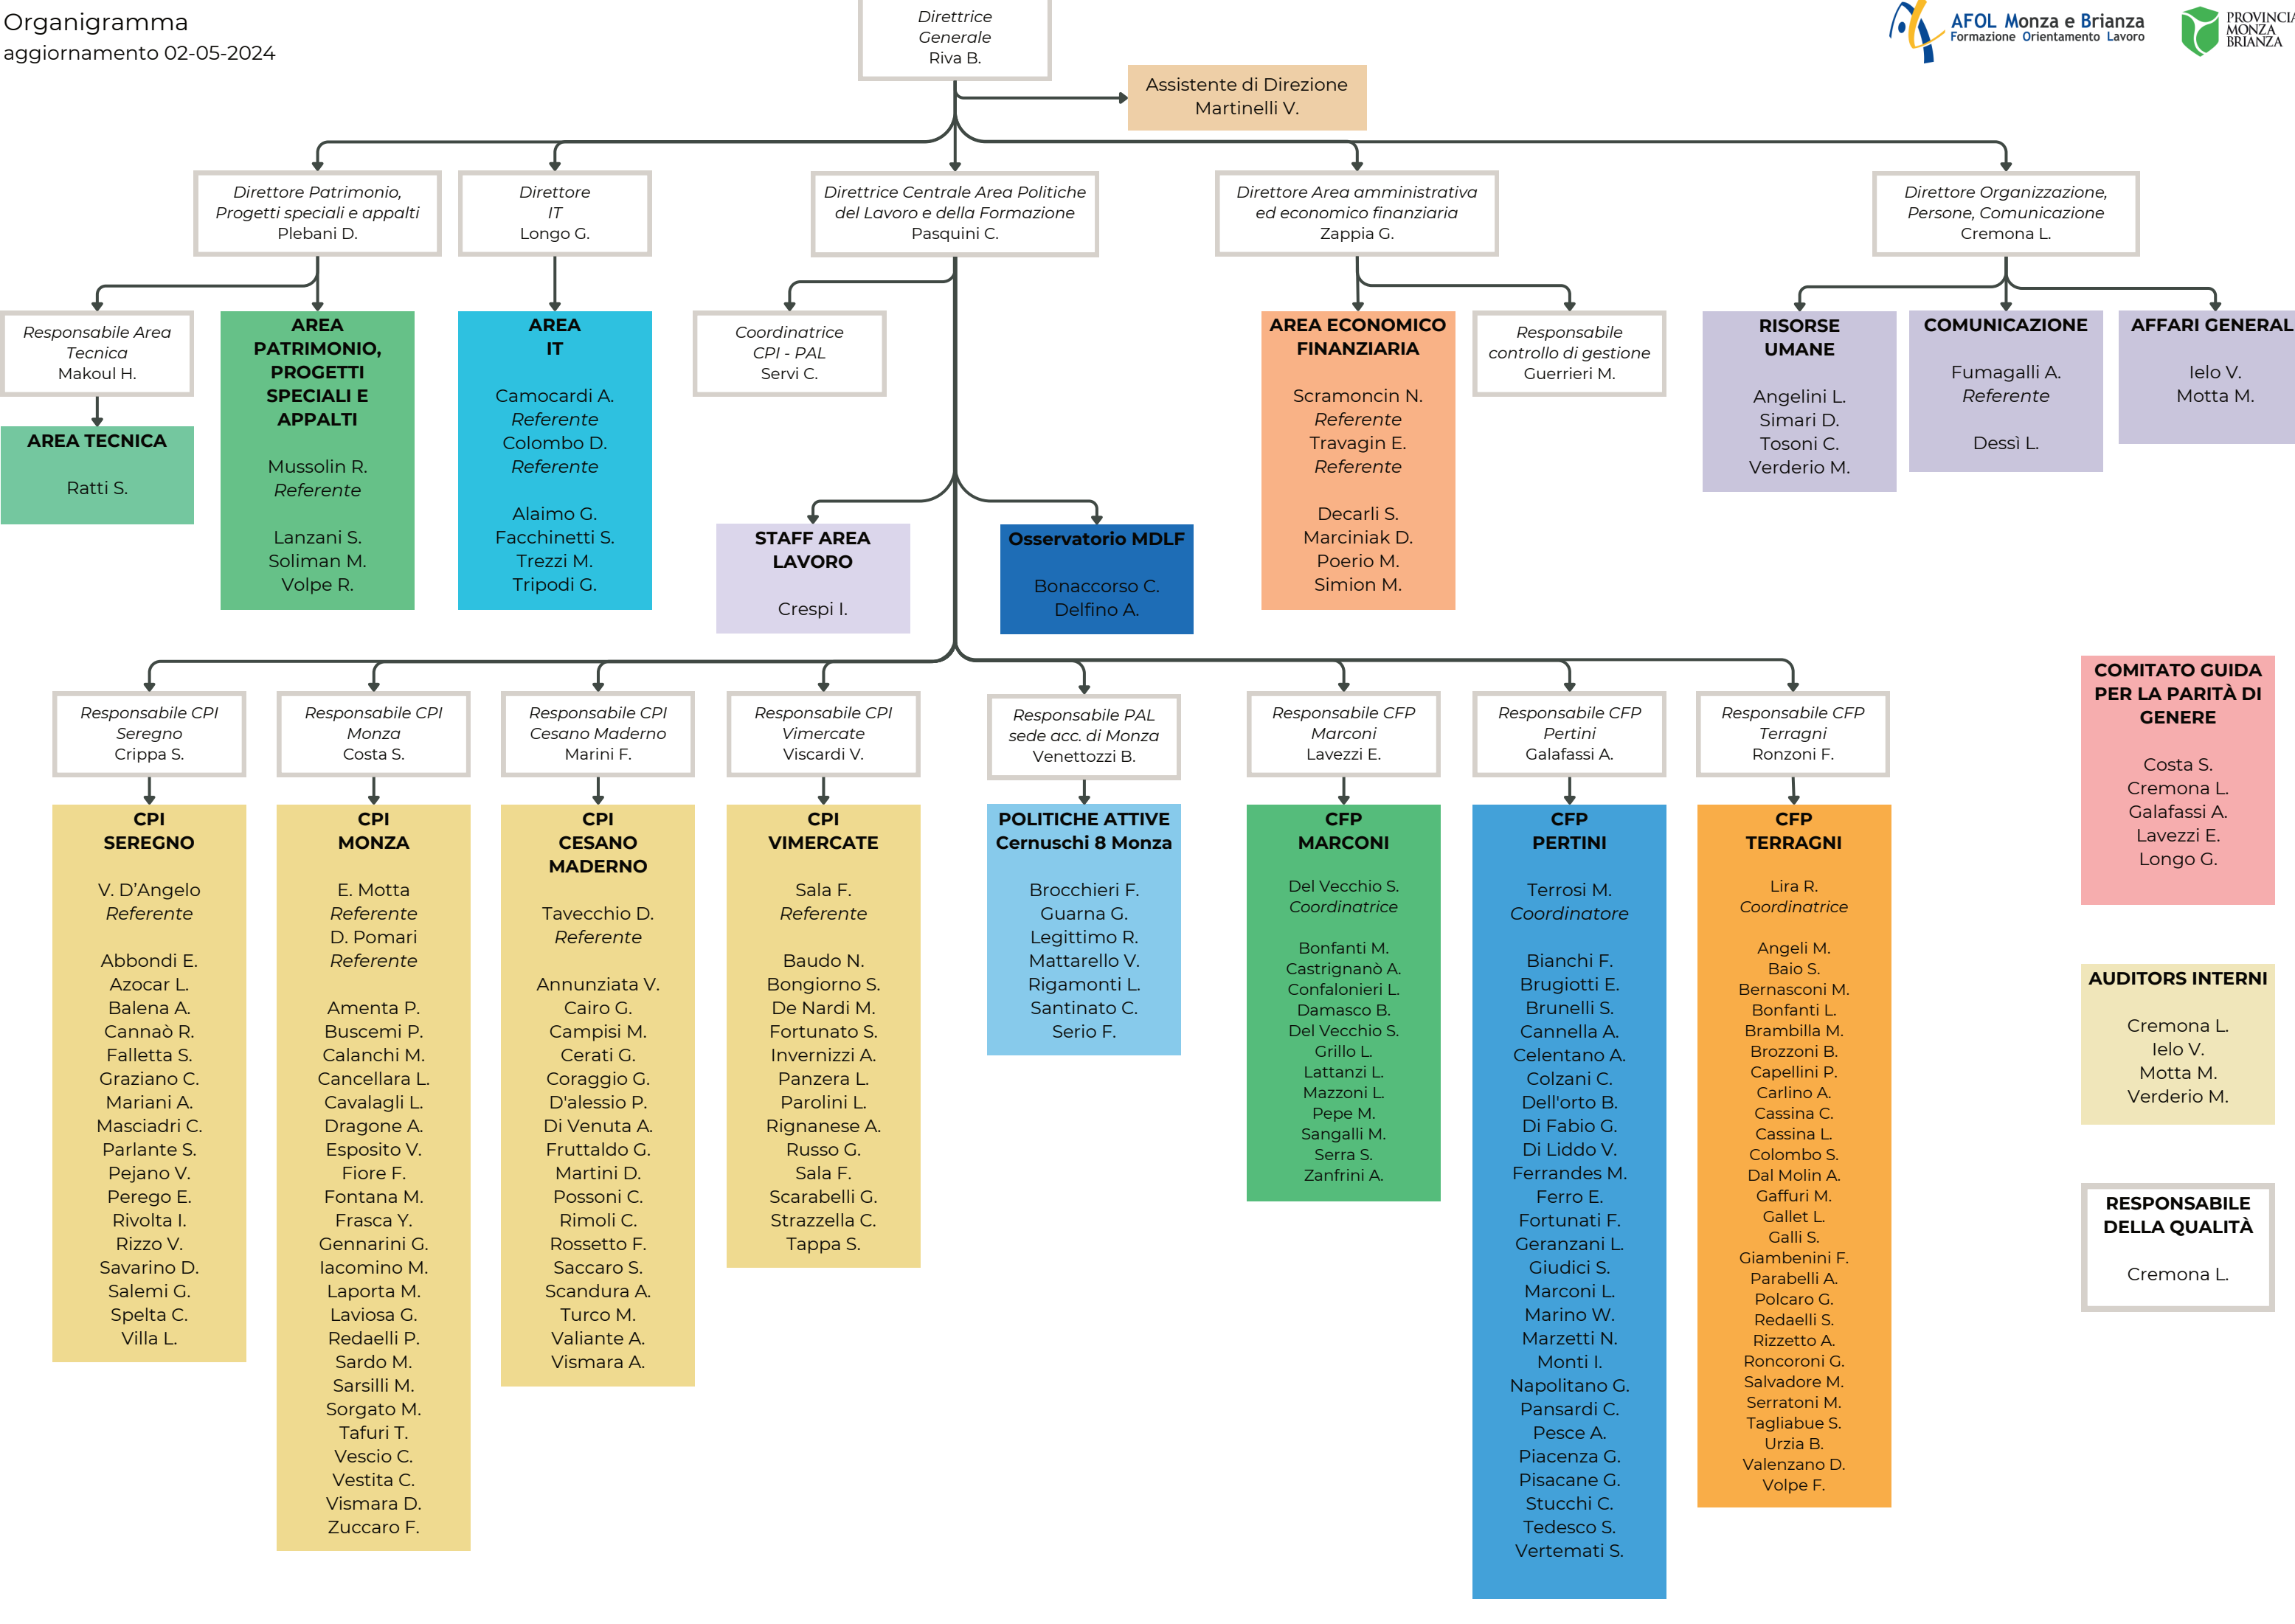 Organigramma
aggiornamento 02-05-2024
Direttrice
Generale
Riva B.
AFOL Monza e Brianza
Formazione Orientamento Lavoro
PROVINCIA
MONZA
BRIANZA
Assistente di Direzione
Martinelli V.
Direttore Patrimonio,
Progetti speciali e appalti
Plebani D.
Direttore
IT
Longo G.
Direttrice Centrale Area Politiche
del Lavoro e della Formazione
Pasquini C.
Direttore Area amministrativa
ed economico finanziaria
Zappia G.
Direttore Organizzazione,
Persone, Comunicazione
Cremona L.
Responsabile Area
Tecnica
Makoul H.
AREA TECNICA
Ratti S.
AREA
PATRIMONIO,
PROGETTI
SPECIALI E
APPALTI
Mussolin R.
Referente
Lanzani S.
Soliman M.
Volpe R.
AREA
IT
Camocardi A.
Referente
Colombo D.
Referente
Alaimo G.
Facchinetti S.
Trezzi M.
Tripodi G.
Coordinatrice
CPI - PAL
Servi C.
STAFF AREA
LAVORO
Crespi I.
Osservatorio MDLF
Bonaccorso C.
Delfino A.
AREA ECONOMICO
FINANZIARIA
Scramoncin N.
Referente
Travagin E.
Referente
Decarli S.
Marciniak D.
Poerio M.
Simion M.
Responsabile
controllo di gestione
Guerrieri M.
RISORSE
UMANE
Angelini L.
Simari D.
Tosoni C.
Verderio M.
COMUNICAZIONE
Fumagalli A.
Referente
Dessì L.
AFFARI GENERAL
Ielo V.
Motta M.
Responsabile CPI
Seregno
Crippa S.
CPI
SEREGNO
V. D’Angelo
Referente
Abbondi E.
Azocar L.
Balena A.
Cannaò R.
Falletta S.
Graziano C.
Mariani A.
Masciadri C.
Parlante S.
Pejano V.
Perego E.
Rivolta I.
Rizzo V.
Savarino D.
Salemi G.
Spelta C.
Villa L.
Responsabile CPI
Monza
Costa S.
CPI
MONZA
E. Motta
Referente
D. Pomari
Referente
Amenta P.
Buscemi P.
Calanchi M.
Cancellara L.
Cavalagli L.
Dragone A.
Esposito V.
Fiore F.
Fontana M.
Frasca Y.
Gennarini G.
Iacomino M.
Laporta M.
Laviosa G.
Redaelli P.
Sardo M.
Sarsilli M.
Sorgato M.
Tafuri T.
Vescio C.
Vestita C.
Vismara D.
Zuccaro F.
Responsabile CPI
Cesano Maderno
Marini F.
CPI
CESANO
MADERNO
Tavecchio D.
Referente
Annunziata V.
Cairo G.
Campisi M.
Cerati G.
Coraggio G.
D'alessio P.
Di Venuta A.
Fruttaldo G.
Martini D.
Possoni C.
Rimoli C.
Rossetto F.
Saccaro S.
Scandura A.
Turco M.
Valiante A.
Vismara A.
Responsabile CPI
Vimercate
Viscardi V.
CPI
VIMERCATE
Sala F.
Referente
Baudo N.
Bongiorno S.
De Nardi M.
Fortunato S.
Invernizzi A.
Panzera L.
Parolini L.
Rignanese A.
Russo G.
Sala F.
Scarabelli G.
Strazzella C.
Tappa S.
Responsabile PAL
sede acc. di Monza
Venettozzi B.
POLITICHE ATTIVE
Cernuschi 8 Monza
Brocchieri F.
Guarna G.
Legittimo R.
Mattarello V.
Rigamonti L.
Santinato C.
Serio F.
Responsabile CFP
Marconi
Lavezzi E.
CFP
MARCONI
Del Vecchio S.
Coordinatrice
Bonfanti M.
Castrignanò A.
Confalonieri L.
Damasco B.
Del Vecchio S.
Grillo L.
Lattanzi L.
Mazzoni L.
Pepe M.
Sangalli M.
Serra S.
Zanfrini A.
Responsabile CFP
Pertini
Galafassi A.
CFP
PERTINI
Terrosi M.
Coordinatore
Bianchi F.
Brugiotti E.
Brunelli S.
Cannella A.
Celentano A.
Colzani C.
Dell'orto B.
Di Fabio G.
Di Liddo V.
Ferrandes M.
Ferro E.
Fortunati F.
Geranzani L.
Giudici S.
Marconi L.
Marino W.
Marzetti N.
Monti I.
Napolitano G.
Pansardi C.
Pesce A.
Piacenza G.
Pisacane G.
Stucchi C.
Tedesco S.
Vertemati S.
Responsabile CFP
Terragni
Ronzoni F.
CFP
TERRAGNI
Lira R.
Coordinatrice
Angeli M.
Baio S.
Bernasconi M.
Bonfanti L.
Brambilla M.
Brozzoni B.
Capellini P.
Carlino A.
Cassina C.
Cassina L.
Colombo S.
Dal Molin A.
Gaffuri M.
Gallet L.
Galli S.
Giambenini F.
Parabelli A.
Polcaro G.
Redaelli S.
Rizzetto A.
Roncoroni G.
Salvadore M.
Serratoni M.
Tagliabue S.
Urzia B.
Valenzano D.
Volpe F.
COMITATO GUIDA
PER LA PARITÀ DI
GENERE
Costa S.
Cremona L.
Galafassi A.
Lavezzi E.
Longo G.
AUDITORS INTERNI
Cremona L.
Ielo V.
Motta M.
Verderio M.
RESPONSABILE
DELLA QUALITÀ
Cremona L.